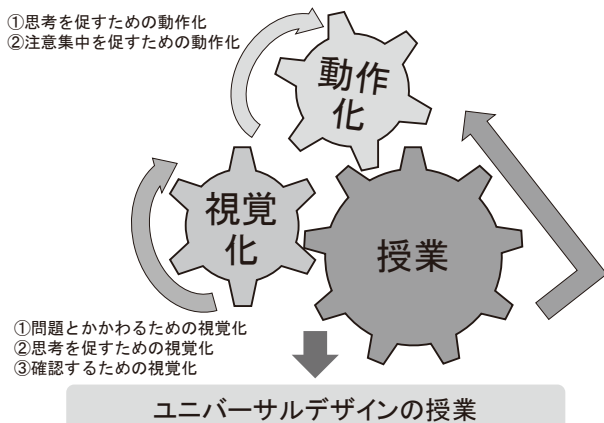 ①思考を促すための動作化
②注意集中を促すための動作化
動作
化
視覚
化
授業
①問題とかかわるための視覚化
②思考を促すための視覚化
③確認するための視覚化
ユニバーサルデザインの授業